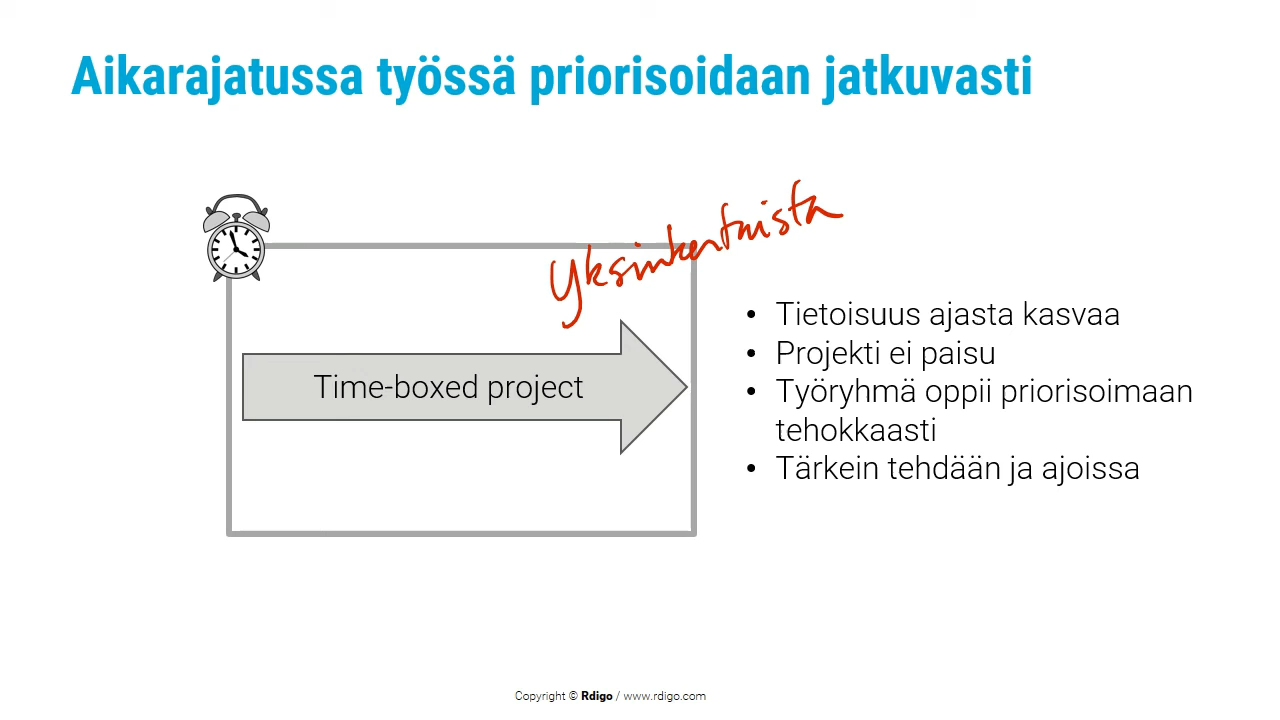 Aikarajatussa työssä priorisoidaan jatkuvasti
Yksinkertaista
Time-boxed project
• Tietoisuus ajasta kasvaa
• Projekti ei paisu
• Työryhmä oppii priorisoimaan
tehokkaasti
• Tärkein tehdään ja ajoissa
Copyright © Rdigo / www.rdigo.com